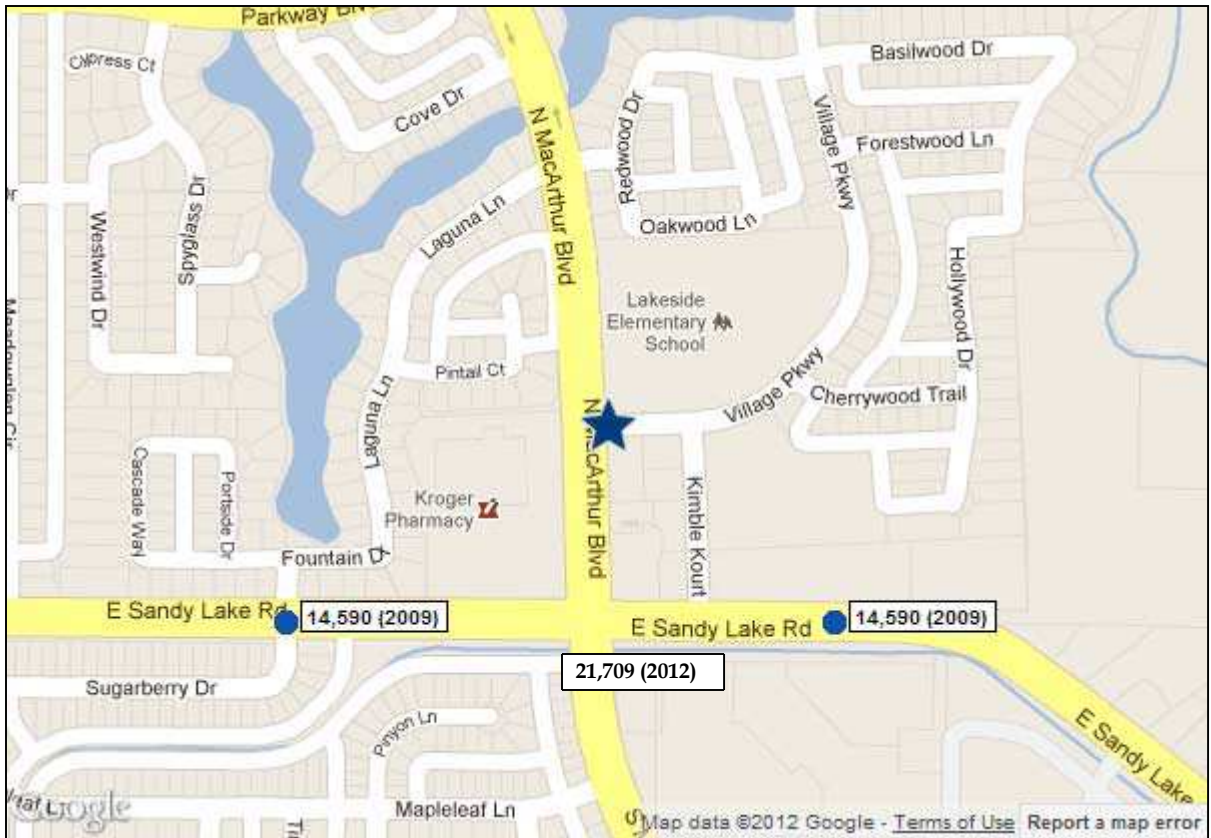 Parkway Blvd
Cypress Ct
Cove Dr
N MacArthur Blvd
Redwood Dr
Basilwood Dr
Village Pkwy
Forestwood Ln
Spyglass Dr
Westwind Dr
Laguna Ln
Oakwood Ln
Hollywood Dr
Lakeside
Elementary
School
Pintail Ct
Laguna Ln
Village Pkwy
Cherrywood Trail
N MacArthur Blvd
Cascade Way
Portside Dr
Kroger
Pharmacy
Kimble Kourt
Fountain Dr
E Sandy Lake Rd
14,590 (2009)
E Sandy Lake Rd
14,590 (2009)
21,709 (2012)
Sugarberry Dr
Pinyon Ln
E Sandy Lake
Mapleleaf Ln
Google
Map data ©2012 Google - Terms of Use Report a map error